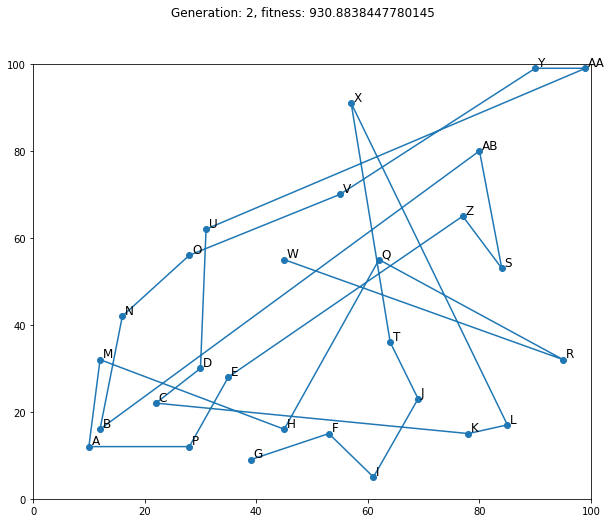 Generation: 2, fitness: 930.8838447780145
100
Y AA
X
80 AB
V
Z
U
60
O
W Q
S
40 N
T
M R
D
E
20 C J
B H F K L
A P G
I
0
0 20 40 60 80 100